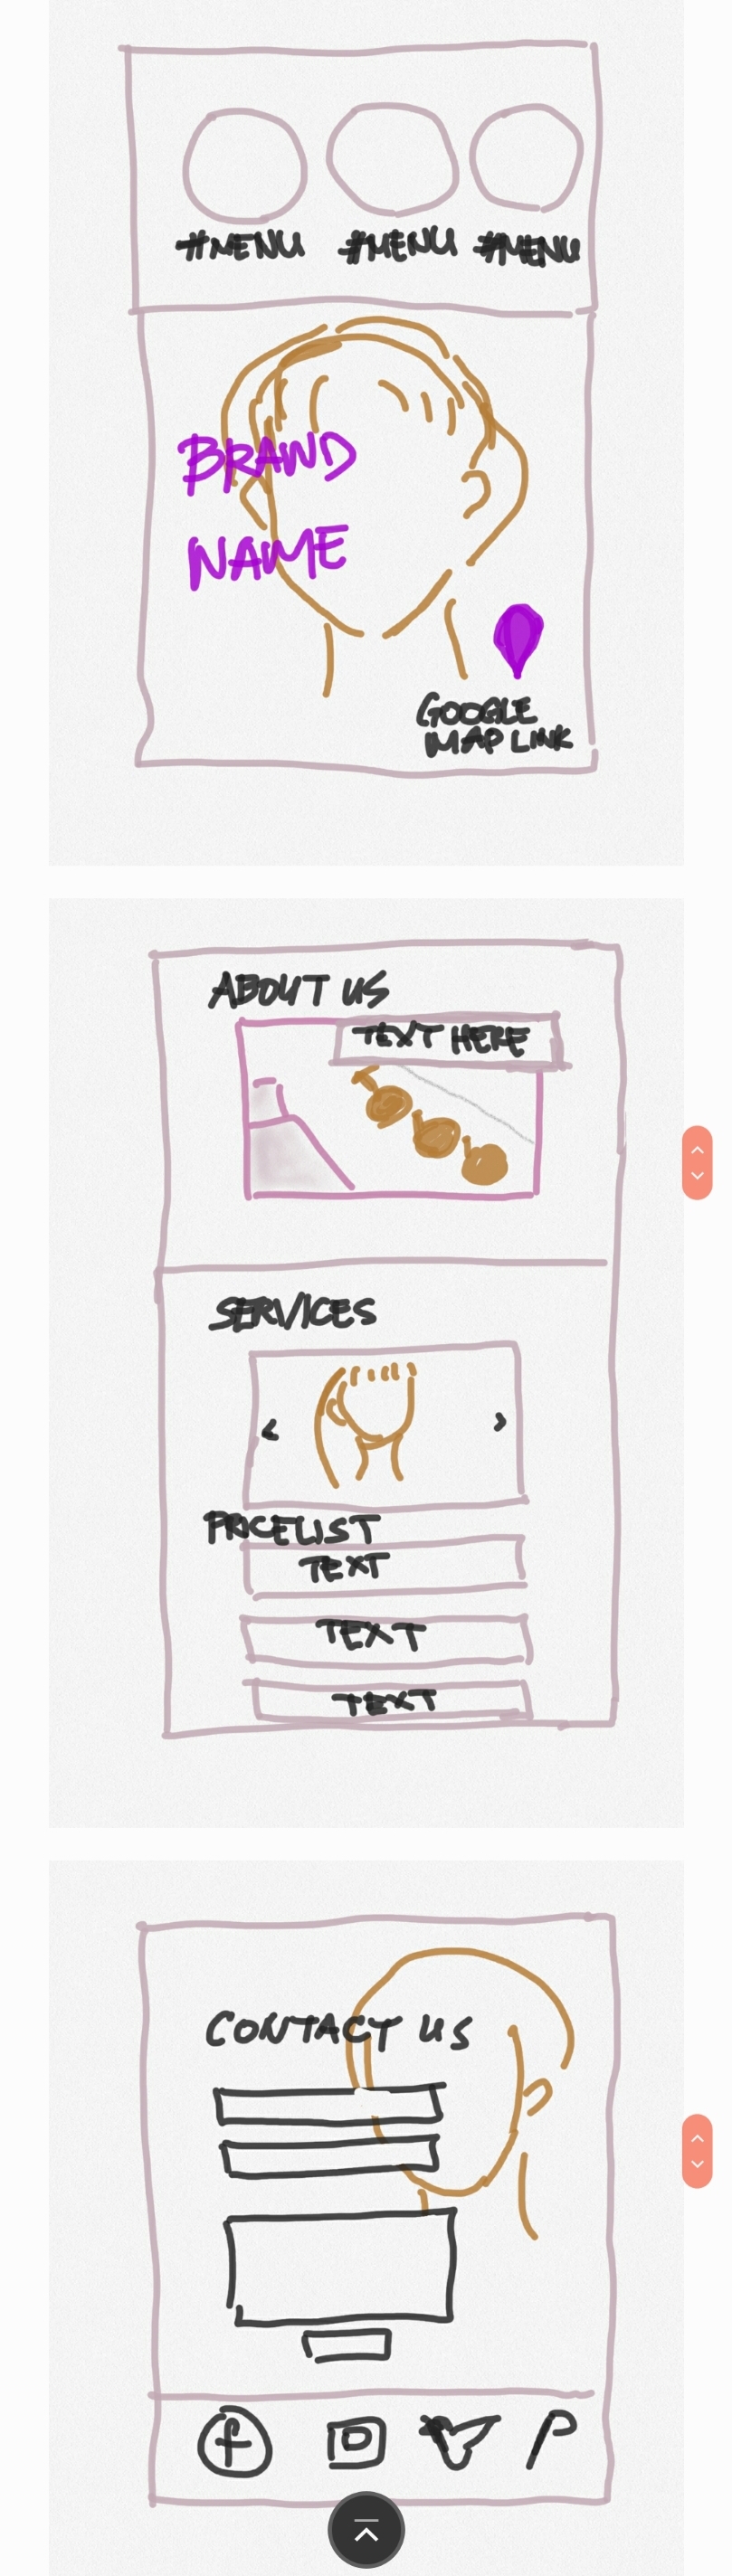 #MENU #MENU #MENU
BRAND
NAME
GOOGLE
MAP LINK
ABOUT US
TEXT HERE
SERVICES
< >
PRICELIST
TEXT
TEXT
TEXT
CONTACT US